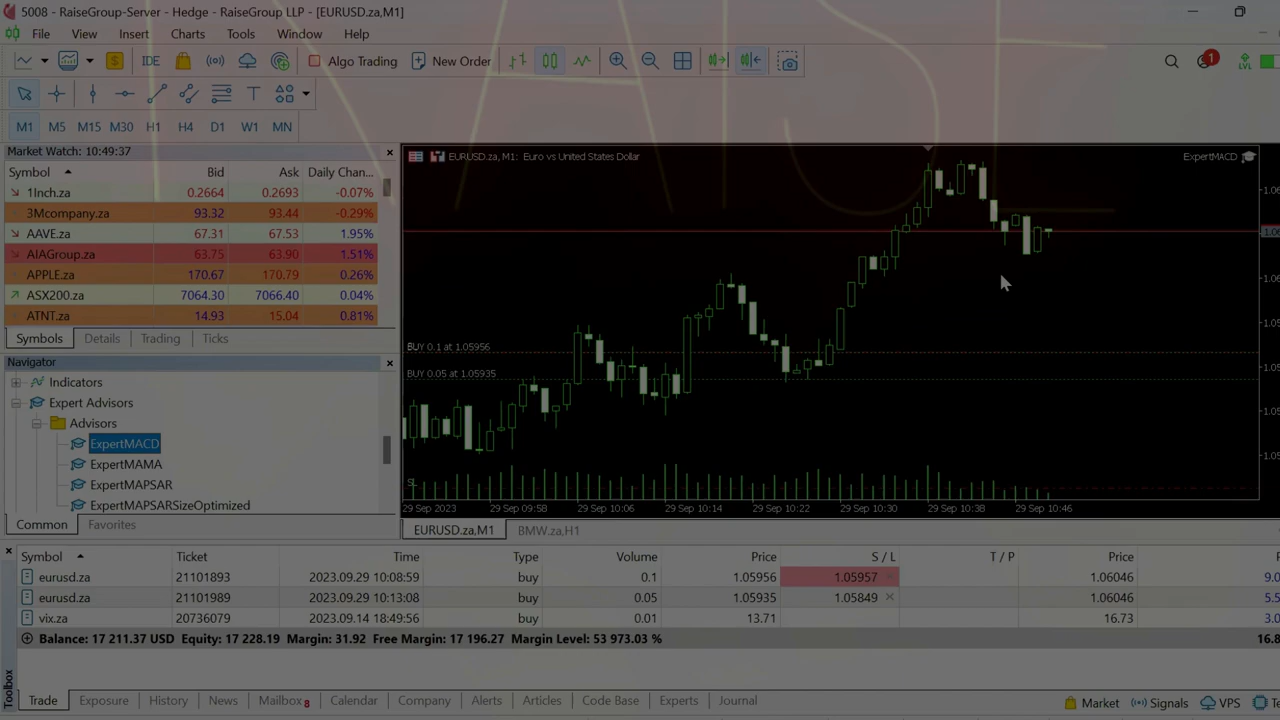 5008 - RaiseGroup-Server - Hedge - RaiseGroup LLP - [EURUSD.za,M1]
File View Insert Charts Tools Window Help
IDE Algo Trading New Order 1 LVL
M1 M5 M15 M30 H1 H4 D1 W1 MN
Market Watch: 10:49:37
Symbol Bid Ask Daily Chan...
1Inch.za 0.2664 0.2693 -0.07%
3Mcompany.za 93.32 93.44 -0.29%
AAVE.za 67.31 67.53 1.95%
AIAGroup.za 63.75 63.90 1.51%
APPLE.za 170.67 170.79 0.26%
ASX200.za 7064.30 7066.40 0.04%
ATNT.za 14.93 15.04 0.81%
Symbols Details Trading Ticks
Navigator
Indicators
Expert Advisors
Advisors
ExpertMACD
ExpertMAMA
ExpertMAPSAR
ExpertMAPSARSizeOptimized
Common Favorites
EURUSD.za, M1: Euro vs United States Dollar
ExpertMACD
BUY 0.1 at 1.05956
BUY 0.05 at 1.05935
SL
29 Sep 2023 29 Sep 09:58 29 Sep 10:06 29 Sep 10:14 29 Sep 10:22 29 Sep 10:30 29 Sep 10:38 29 Sep 10:46
EURUSD.za,M1 BMW.za,H1
Symbol Ticket Time Type Volume Price S / L T / P Price
eurusd.za 21101893 2023.09.29 10:08:59 buy 0.1 1.05956 1.05957 1.06046
eurusd.za 21101989 2023.09.29 10:13:08 buy 0.05 1.05935 1.05849 1.06046
vix.za 20736079 2023.09.14 18:49:56 buy 0.01 13.71 16.73
Balance: 17 211.37 USD Equity: 17 228.19 Margin: 31.92 Free Margin: 17 196.27 Margin Level: 53 973.03 %
Toolbox
Trade Exposure History News Mailbox 8 Calendar Company Alerts Articles Code Base Experts Journal
Market Signals VPS